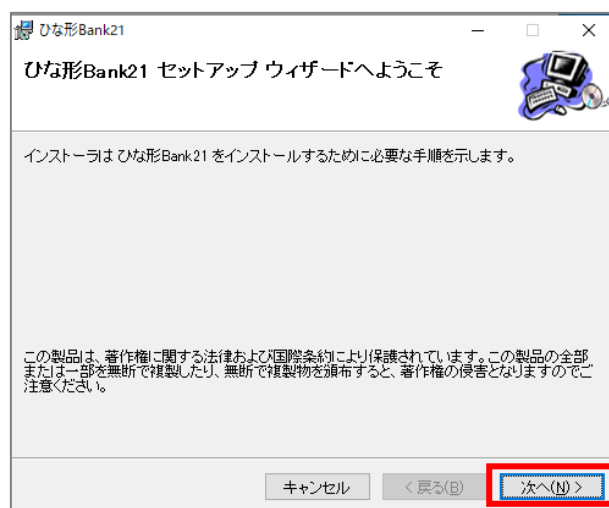 ひな形Bank21
ひな形Bank21 セットアップ ウィザードへようこそ
インストーラは ひな形Bank21 をインストールするために必要な手順を示します。
この製品は、著作権に関する法律および国際条約により保護されています。この製品の全部
または一部を無断で複製したり、無断で複製物を頒布すると、著作権の侵害となりますのでご
注意ください。
キャンセル < 戻る(B) 次へ(N) >